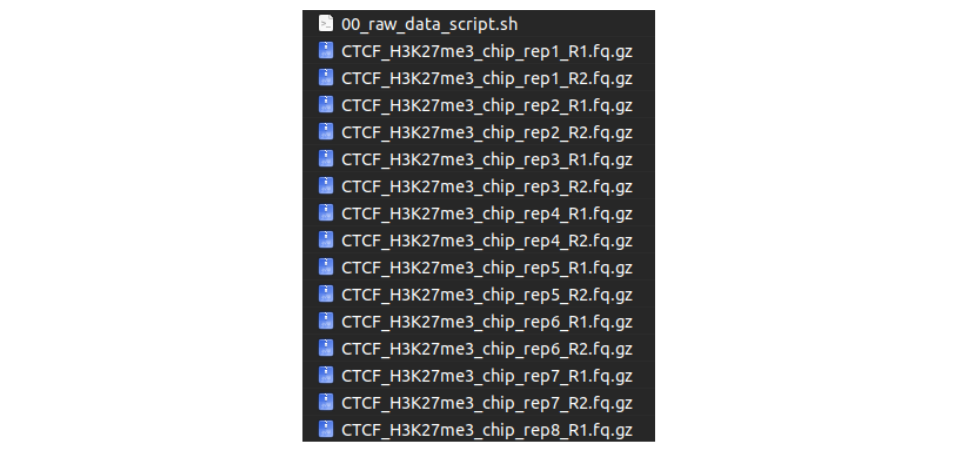 00_raw_data_script.sh
CTCF_H3K27me3_chip_rep1_R1.fq.gz
CTCF_H3K27me3_chip_rep1_R2.fq.gz
CTCF_H3K27me3_chip_rep2_R1.fq.gz
CTCF_H3K27me3_chip_rep2_R2.fq.gz
CTCF_H3K27me3_chip_rep3_R1.fq.gz
CTCF_H3K27me3_chip_rep3_R2.fq.gz
CTCF_H3K27me3_chip_rep4_R1.fq.gz
CTCF_H3K27me3_chip_rep4_R2.fq.gz
CTCF_H3K27me3_chip_rep5_R1.fq.gz
CTCF_H3K27me3_chip_rep5_R2.fq.gz
CTCF_H3K27me3_chip_rep6_R1.fq.gz
CTCF_H3K27me3_chip_rep6_R2.fq.gz
CTCF_H3K27me3_chip_rep7_R1.fq.gz
CTCF_H3K27me3_chip_rep7_R2.fq.gz
CTCF_H3K27me3_chip_rep8_R1.fq.gz